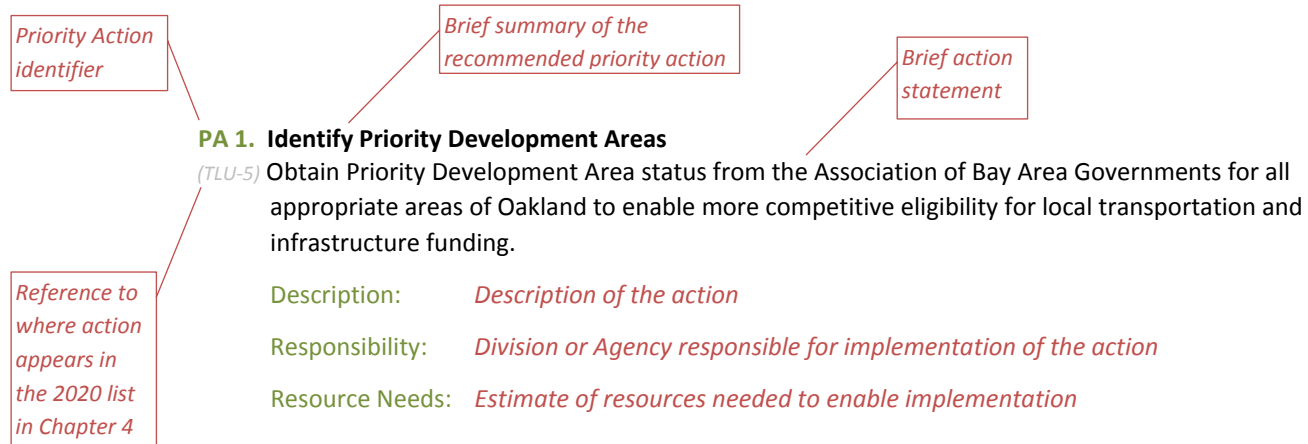 Priority Action
identifier
Brief summary of the
recommended priority action
Brief action
statement
PA 1. Identify Priority Development Areas
(TLU-5) Obtain Priority Development Area status from the Association of Bay Area Governments for all
appropriate areas of Oakland to enable more competitive eligibility for local transportation and
infrastructure funding.
Reference to
where action
appears in
the 2020 list
in Chapter 4
Description: Description of the action
Responsibility: Division or Agency responsible for implementation of the action
Resource Needs: Estimate of resources needed to enable implementation